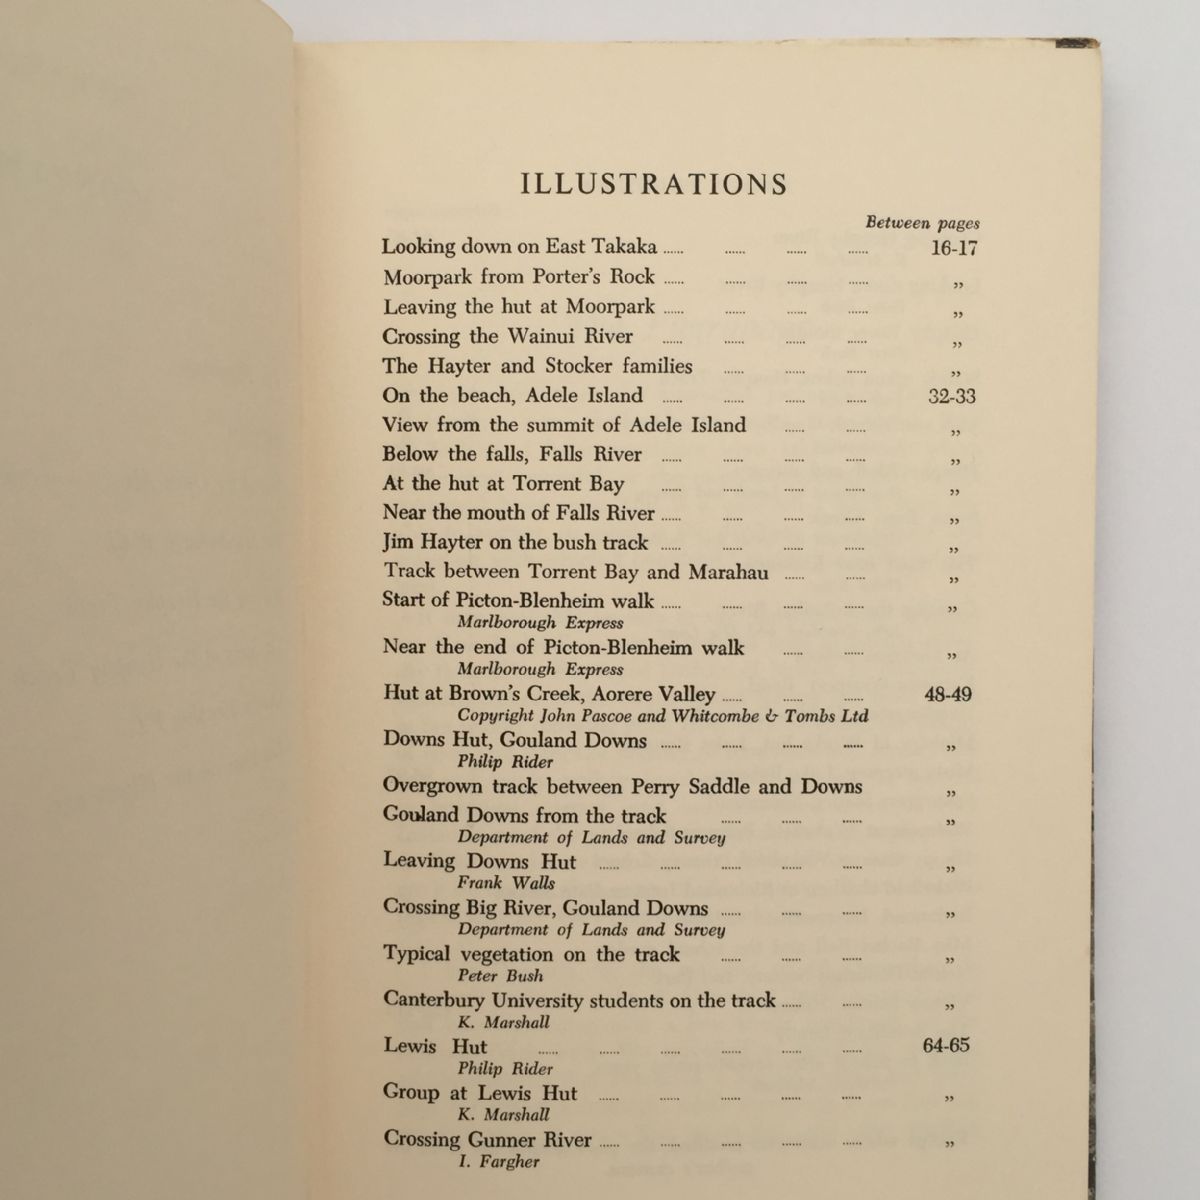 ILLUSTRATIONS
Between pages
Looking down on East Takaka ...... ...... ...... ...... 16-17
Moorpark from Porter's Rock ...... ...... ...... ...... ,,
Leaving the hut at Moorpark ...... ...... ...... ...... ,,
Crossing the Wainui River ...... ...... ...... ...... ,,
The Hayter and Stocker families ...... ...... ...... ,,
On the beach, Adele Island ...... ...... ...... ...... 32-33
View from the summit of Adele Island ...... ...... ,,
Below the falls, Falls River ...... ...... ...... ...... ,,
At the hut at Torrent Bay ...... ...... ...... ...... ,,
Near the mouth of Falls River ...... ...... ...... ...... ,,
Jim Hayter on the bush track ...... ...... ...... ...... ,,
Track between Torrent Bay and Marahau ...... ...... ,,
Start of Picton-Blenheim walk ...... ...... ...... ...... ,,
Marlborough Express
Near the end of Picton-Blenheim walk ...... ...... ,,
Marlborough Express
Hut at Brown's Creek, Aorere Valley ...... ...... ...... 48-49
Copyright John Pascoe and Whitcombe & Tombs Ltd
Downs Hut, Gouland Downs ...... ...... ...... ...... ,,
Philip Rider
Overgrown track between Perry Saddle and Downs ,,
Gouland Downs from the track ...... ...... ...... ,,
Department of Lands and Survey
Leaving Downs Hut ...... ...... ...... ...... ...... ,,
Frank Walls
Crossing Big River, Gouland Downs ...... ...... ...... ,,
Department of Lands and Survey
Typical vegetation on the track ...... ...... ...... ,,
Peter Bush
Canterbury University students on the track ...... ...... ,,
K. Marshall
Lewis Hut ...... ...... ...... ...... ...... ...... 64-65
Philip Rider
Group at Lewis Hut ...... ...... ...... ...... ...... ,,
K. Marshall
Crossing Gunner River ...... ...... ...... ...... ...... ,,
I. Fargher